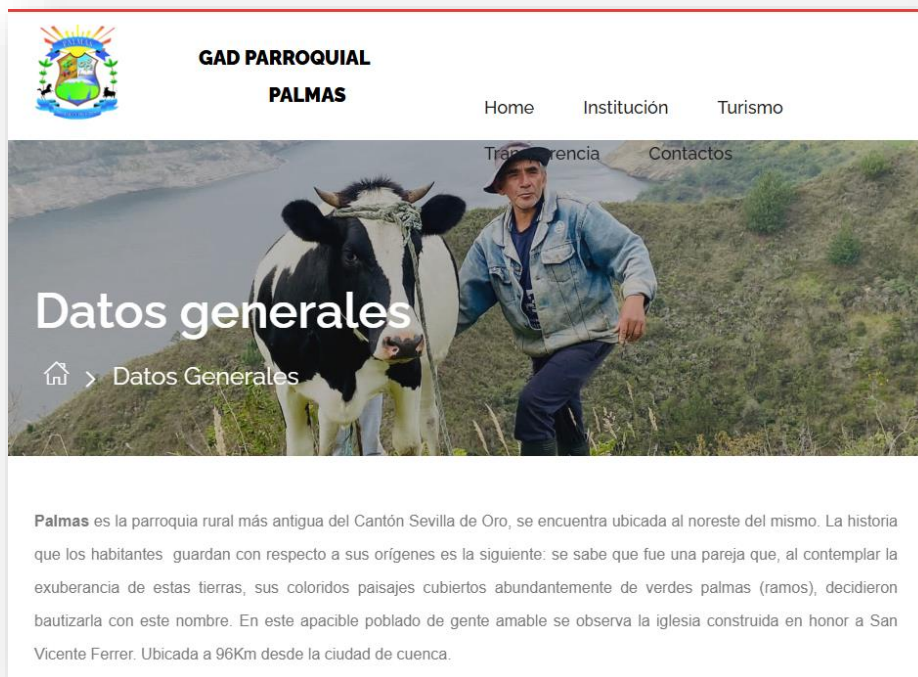 PALMAS
GAD PARROQUIAL
PALMAS
Home Institución Turismo
Transparencia Contactos
Datos generales
Datos Generales
Palmas es la parroquia rural más antigua del Cantón Sevilla de Oro, se encuentra ubicada al noreste del mismo. La historia
que los habitantes guardan con respecto a sus orígenes es la siguiente: se sabe que fue una pareja que, al contemplar la
exuberancia de estas tierras, sus coloridos paisajes cubiertos abundantemente de verdes palmas (ramos), decidieron
bautizarla con este nombre. En este apacible poblado de gente amable se observa la iglesia construida en honor a San
Vicente Ferrer. Ubicada a 96Km desde la ciudad de cuenca.